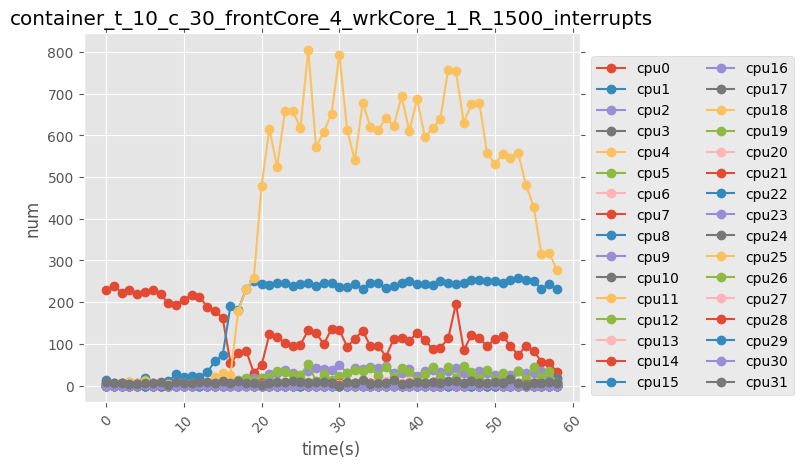 container_t_10_c_30_frontCore_4_wrkCore_1_R_1500_interrupts
800
700
600
500
400
300
200
100
0
num
0
10
20
30
40
50
60
time(s)
cpu0
cpu1
cpu2
cpu3
cpu4
cpu5
cpu6
cpu7
cpu8
cpu9
cpu10
cpu11
cpu12
cpu13
cpu14
cpu15
cpu16
cpu17
cpu18
cpu19
cpu20
cpu21
cpu22
cpu23
cpu24
cpu25
cpu26
cpu27
cpu28
cpu29
cpu30
cpu31